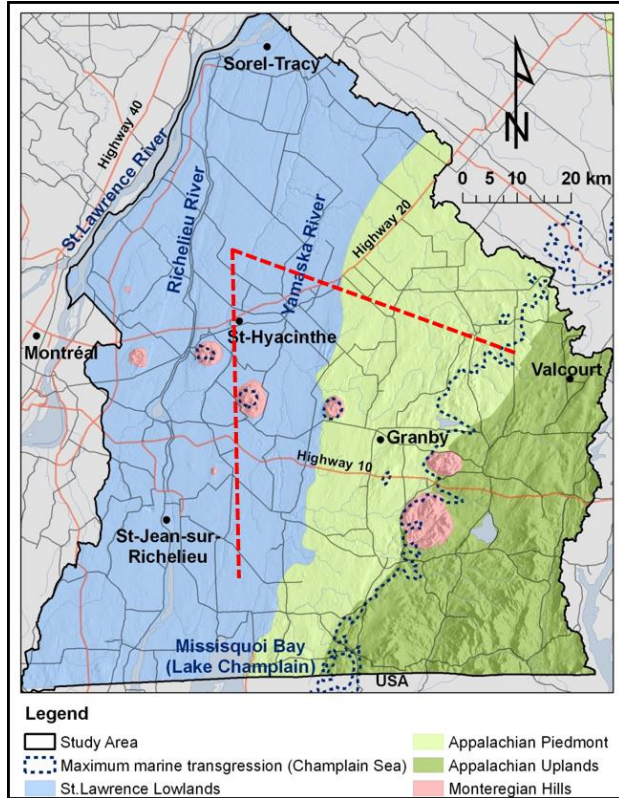 Sorel-Tracy
Highway 40
St.Lawrence River
Richelieu River
Yamaska River
Highway 20
N
0 5 10 20 km
Montréal
St-Hyacinthe
Valcourt
Granby
Highway 10
St-Jean-sur-
Richelieu
Missisquoi Bay
(Lake Champlain)
USA
Legend
Study Area
Maximum marine transgression (Champlain Sea)
St.Lawrence Lowlands
Appalachian Piedmont
Appalachian Uplands
Monteregian Hills